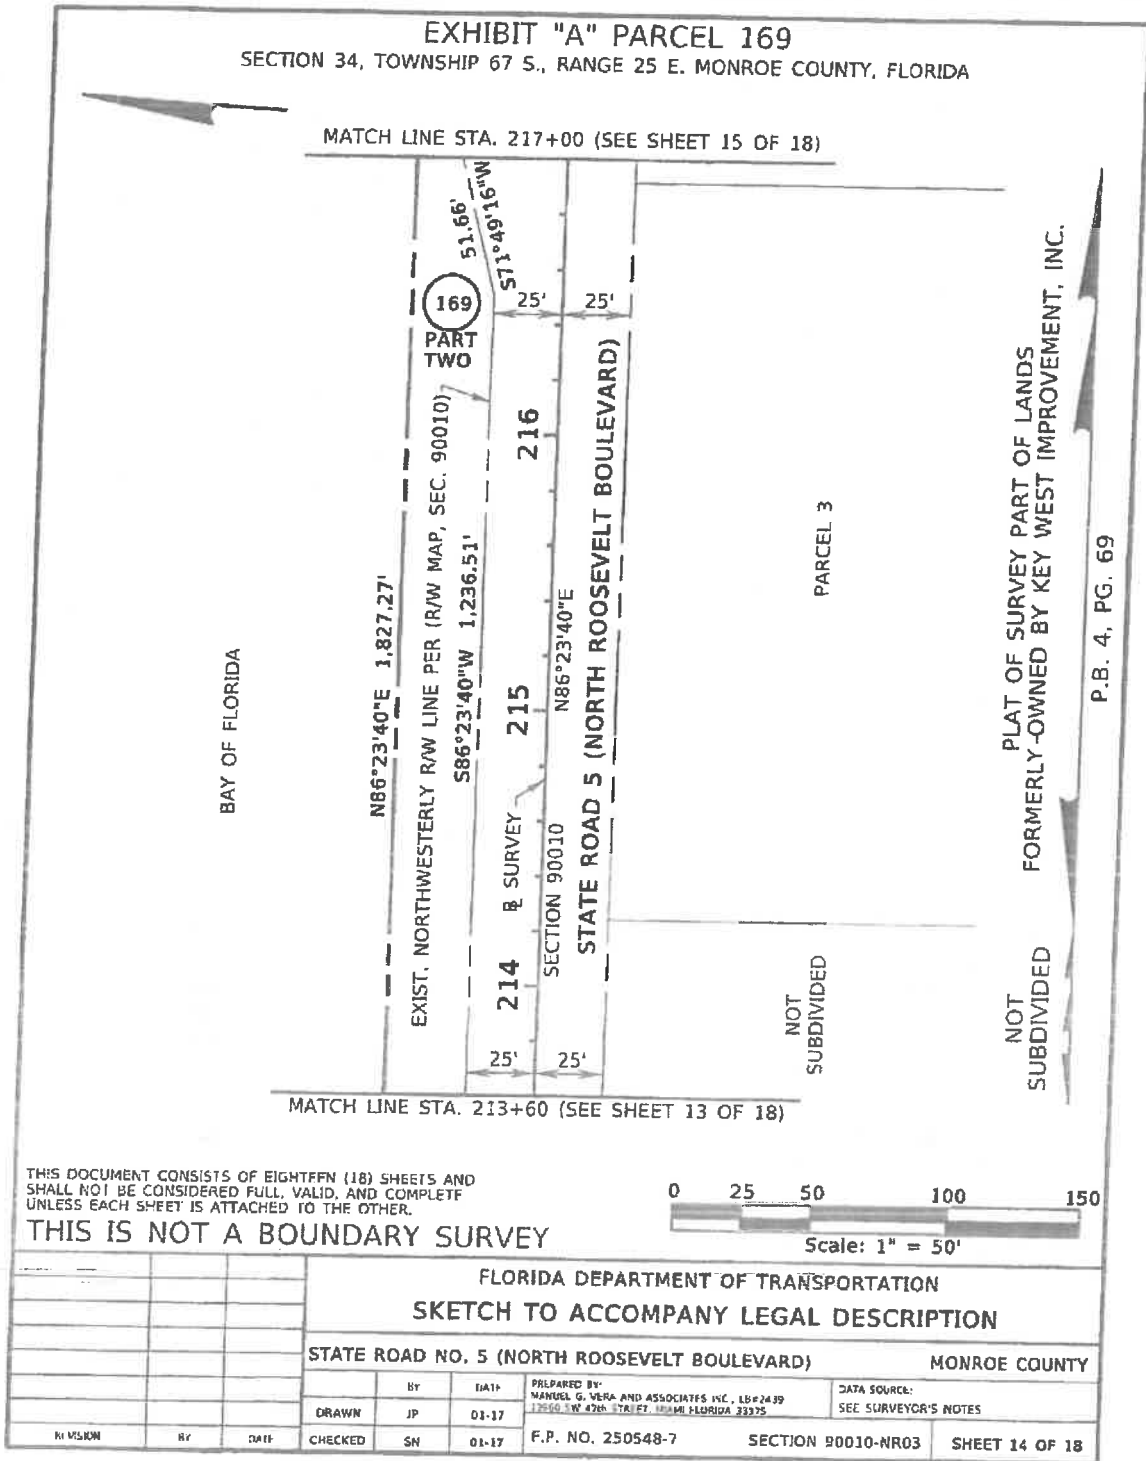 EXHIBIT "A" PARCEL 169
SECTION 34, TOWNSHIP 67 S., RANGE 25 E. MONROE COUNTY, FLORIDA
MATCH LINE STA. 217+00 (SEE SHEET 15 OF 18)
51.66'
S71°49'16"W
169
PART
TWO
25'
25'
BAY OF FLORIDA
N86°23'40"E 1,827.27'
EXIST. NORTHWESTERLY R/W LINE PER (R/W MAP, SEC. 90010)
S86°23'40"W 1,236.51'
216
215
214
BL SURVEY
N86°23'40"E
SECTION 90010
STATE ROAD 5 (NORTH ROOSEVELT BOULEVARD)
PARCEL 3
NOT
SUBDIVIDED
PLAT OF SURVEY PART OF LANDS
FORMERLY-OWNED BY KEY WEST IMPROVEMENT, INC.
P.B. 4, PG. 69
NOT
SUBDIVIDED
25'
25'
MATCH LINE STA. 213+60 (SEE SHEET 13 OF 18)
THIS DOCUMENT CONSISTS OF EIGHTEEN (18) SHEETS AND
SHALL NOT BE CONSIDERED FULL, VALID, AND COMPLETE
UNLESS EACH SHEET IS ATTACHED TO THE OTHER.
THIS IS NOT A BOUNDARY SURVEY
0 25 50 100 150
Scale: 1" = 50'
FLORIDA DEPARTMENT OF TRANSPORTATION
SKETCH TO ACCOMPANY LEGAL DESCRIPTION
STATE ROAD NO. 5 (NORTH ROOSEVELT BOULEVARD) MONROE COUNTY
BY DATE
PREPARED BY:
MANUEL G. VERA AND ASSOCIATES INC., LB#2439
13960 SW 47th STREET, MIAMI FLORIDA 33175
DATA SOURCE:
SEE SURVEYOR'S NOTES
DRAWN JP 01-17
REVISION BY DATE
CHECKED SN 01-17
F.P. NO. 250548-7 SECTION 90010-NR03 SHEET 14 OF 18